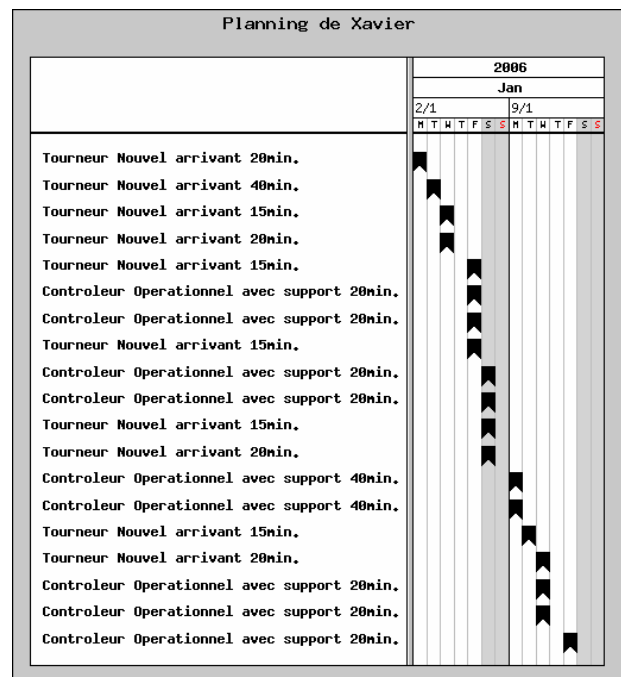 Planning de Xavier
2006
Jan
2/1 9/1
M T W T F S S M T W T F S S
Tourneur Nouvel arrivant 20min.
Tourneur Nouvel arrivant 40min.
Tourneur Nouvel arrivant 15min.
Tourneur Nouvel arrivant 20min.
Tourneur Nouvel arrivant 15min.
Controleur Operationnel avec support 20min.
Controleur Operationnel avec support 20min.
Tourneur Nouvel arrivant 15min.
Controleur Operationnel avec support 20min.
Controleur Operationnel avec support 20min.
Tourneur Nouvel arrivant 15min.
Tourneur Nouvel arrivant 20min.
Controleur Operationnel avec support 40min.
Controleur Operationnel avec support 40min.
Tourneur Nouvel arrivant 15min.
Tourneur Nouvel arrivant 20min.
Controleur Operationnel avec support 20min.
Controleur Operationnel avec support 20min.
Controleur Operationnel avec support 20min.